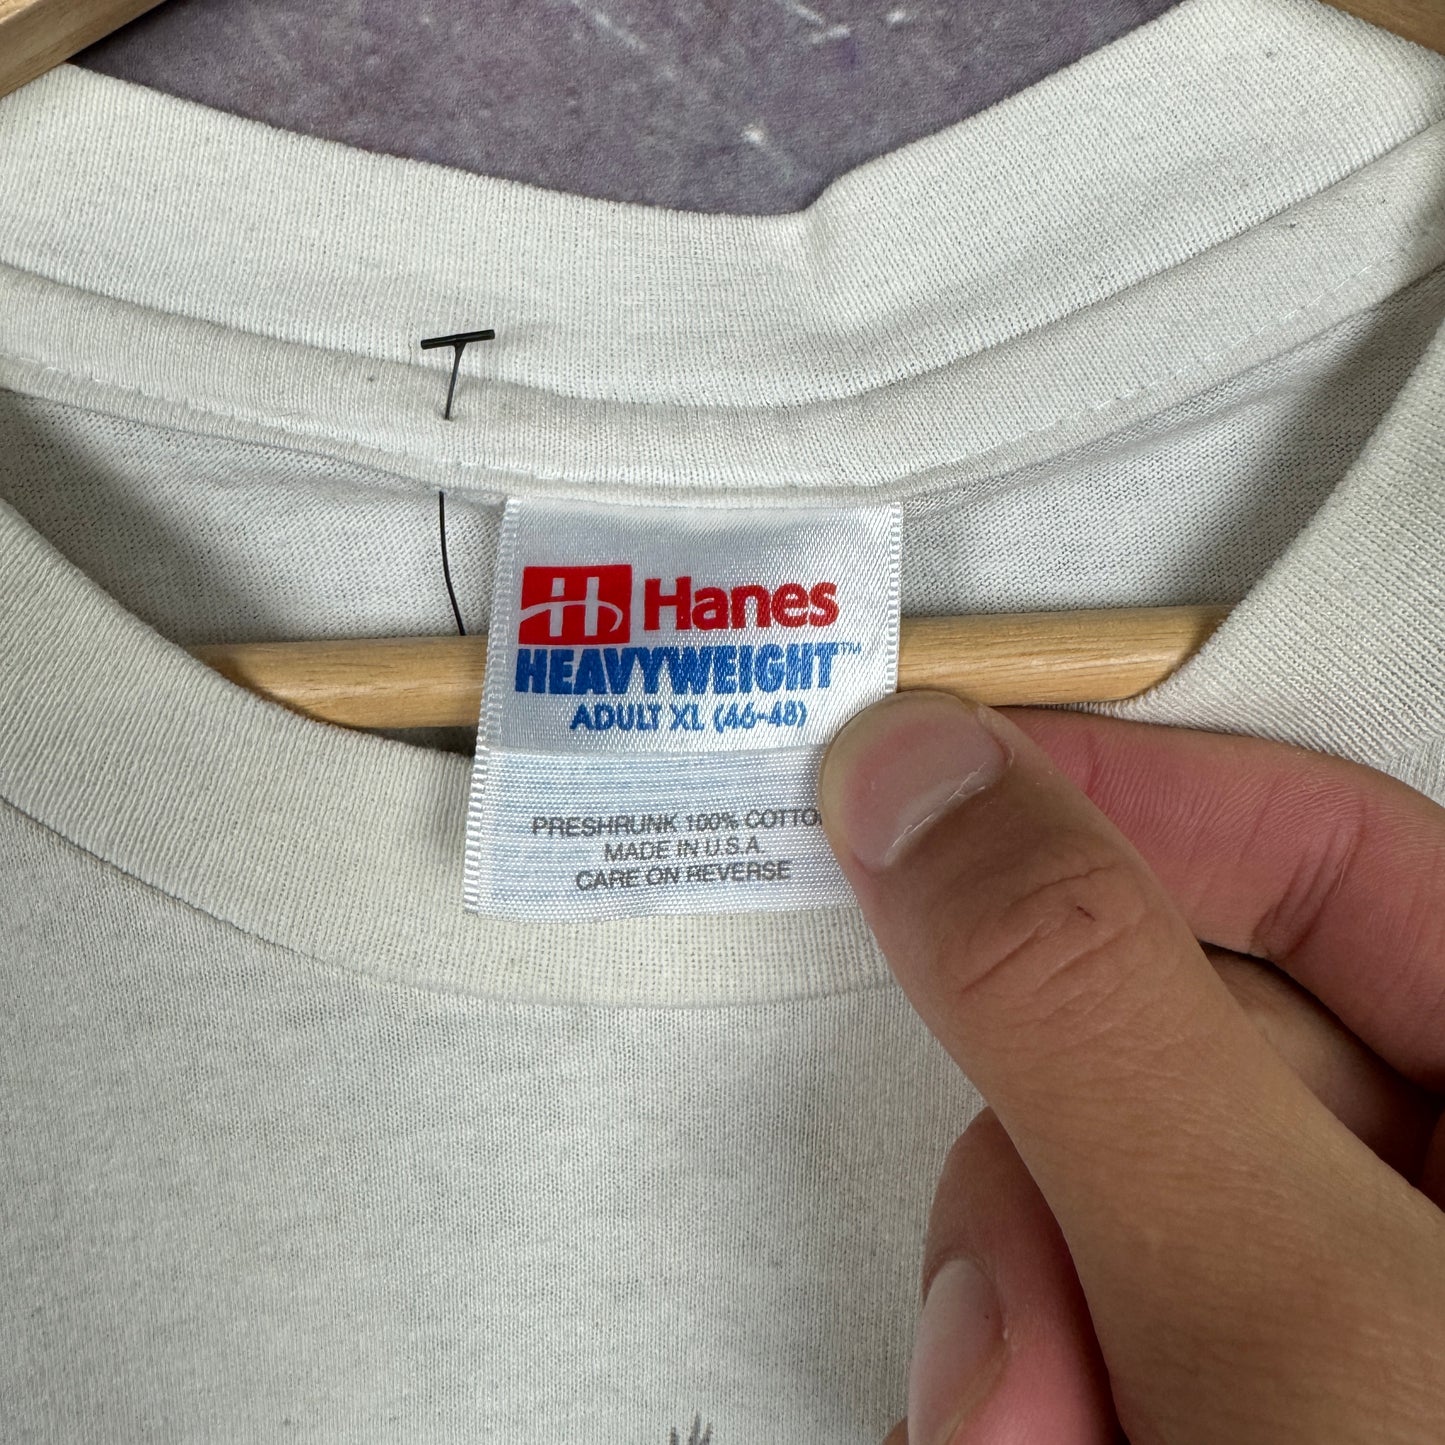 Hanes
HEAVYWEIGHT™
ADULT XL (46-48)
PRESHRUNK 100% COTTO
MADE IN U.S.A.
CARE ON REVERSE